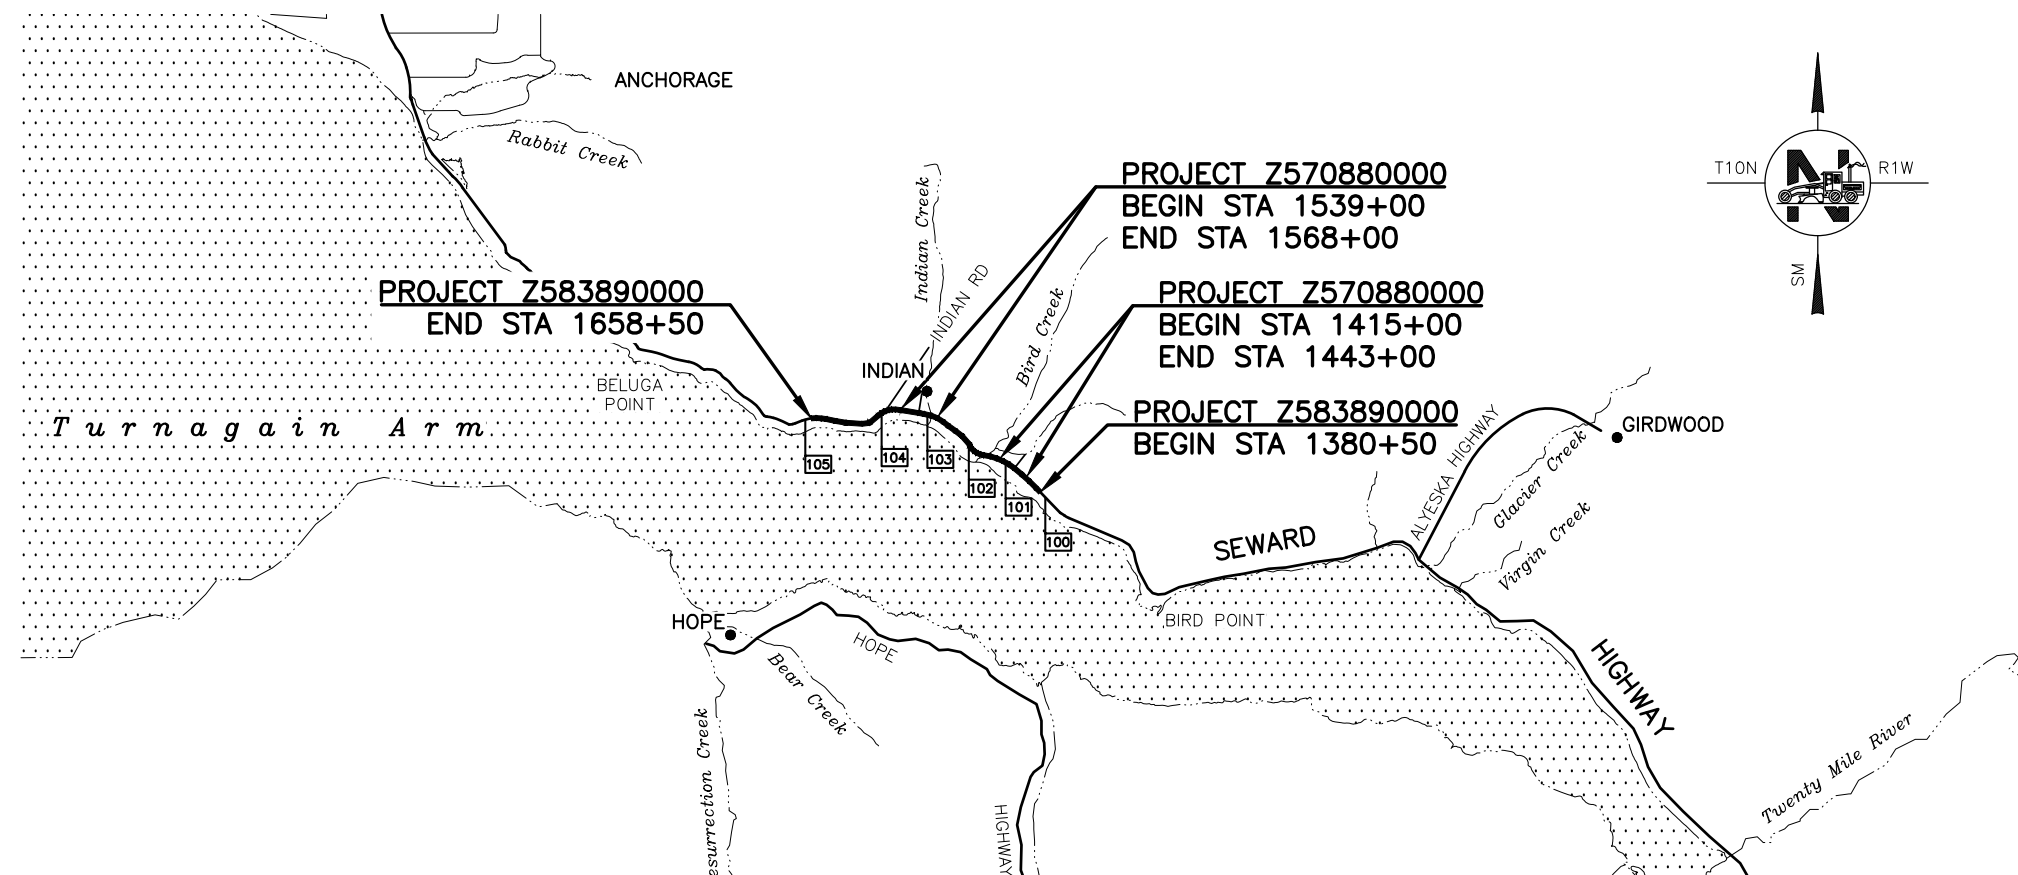 ANCHORAGE
Rabbit Creek
PROJECT Z570880000
BEGIN STA 1539+00
END STA 1568+00
T10N
N
R1W
SM
Indian Creek
INDIAN RD
Bird Creek
PROJECT Z583890000
END STA 1658+50
PROJECT Z570880000
BEGIN STA 1415+00
END STA 1443+00
INDIAN
BELUGA
POINT
PROJECT Z583890000
BEGIN STA 1380+50
Turnagain Arm
105
104
103
102
101
100
ALYESKA HIGHWAY
GIRDWOOD
Glacier Creek
Virgin Creek
SEWARD
HIGHWAY
BIRD POINT
HOPE
HOPE
HIGHWAY
Bear Creek
esurrection Creek
Twenty Mile River